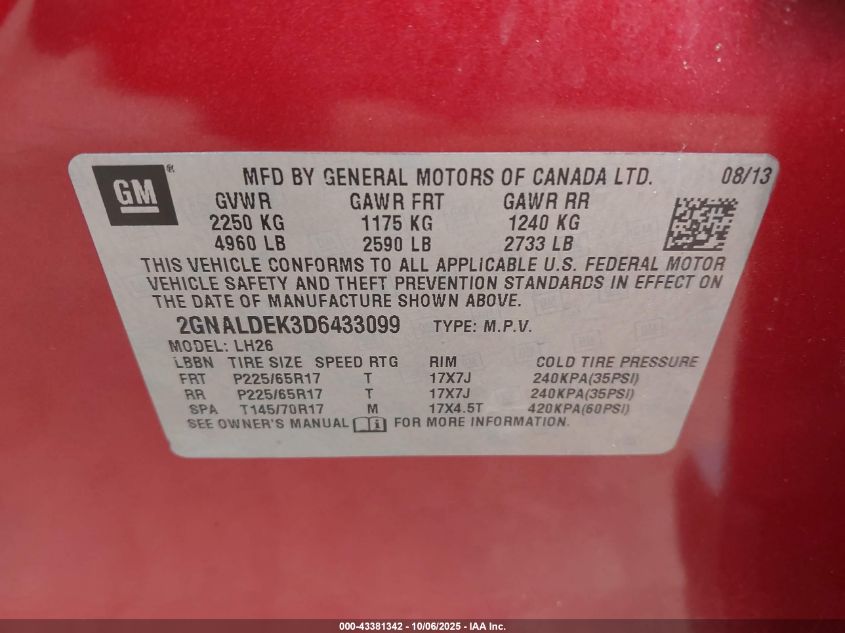 GM ®
MFD BY GENERAL MOTORS OF CANADA LTD. 08/13
GVWR GAWR FRT GAWR RR
2250 KG 1175 KG 1240 KG
4960 LB 2590 LB 2733 LB
THIS VEHICLE CONFORMS TO ALL APPLICABLE U.S. FEDERAL MOTOR
VEHICLE SAFETY AND THEFT PREVENTION STANDARDS IN EFFECT ON
THE DATE OF MANUFACTURE SHOWN ABOVE.
2GNALDEK3D6433099 TYPE: M.P.V.
MODEL: LH26
LBBN TIRE SIZE SPEED RTG RIM COLD TIRE PRESSURE
FRT P225/65R17 T 17X7J 240KPA(35PSI)
RR P225/65R17 T 17X7J 240KPA(35PSI)
SPA T145/70R17 M 17X4.5T 420KPA(60PSI)
SEE OWNER'S MANUAL FOR MORE INFORMATION.
000-43381342 - 10/06/2025 - IAA Inc.